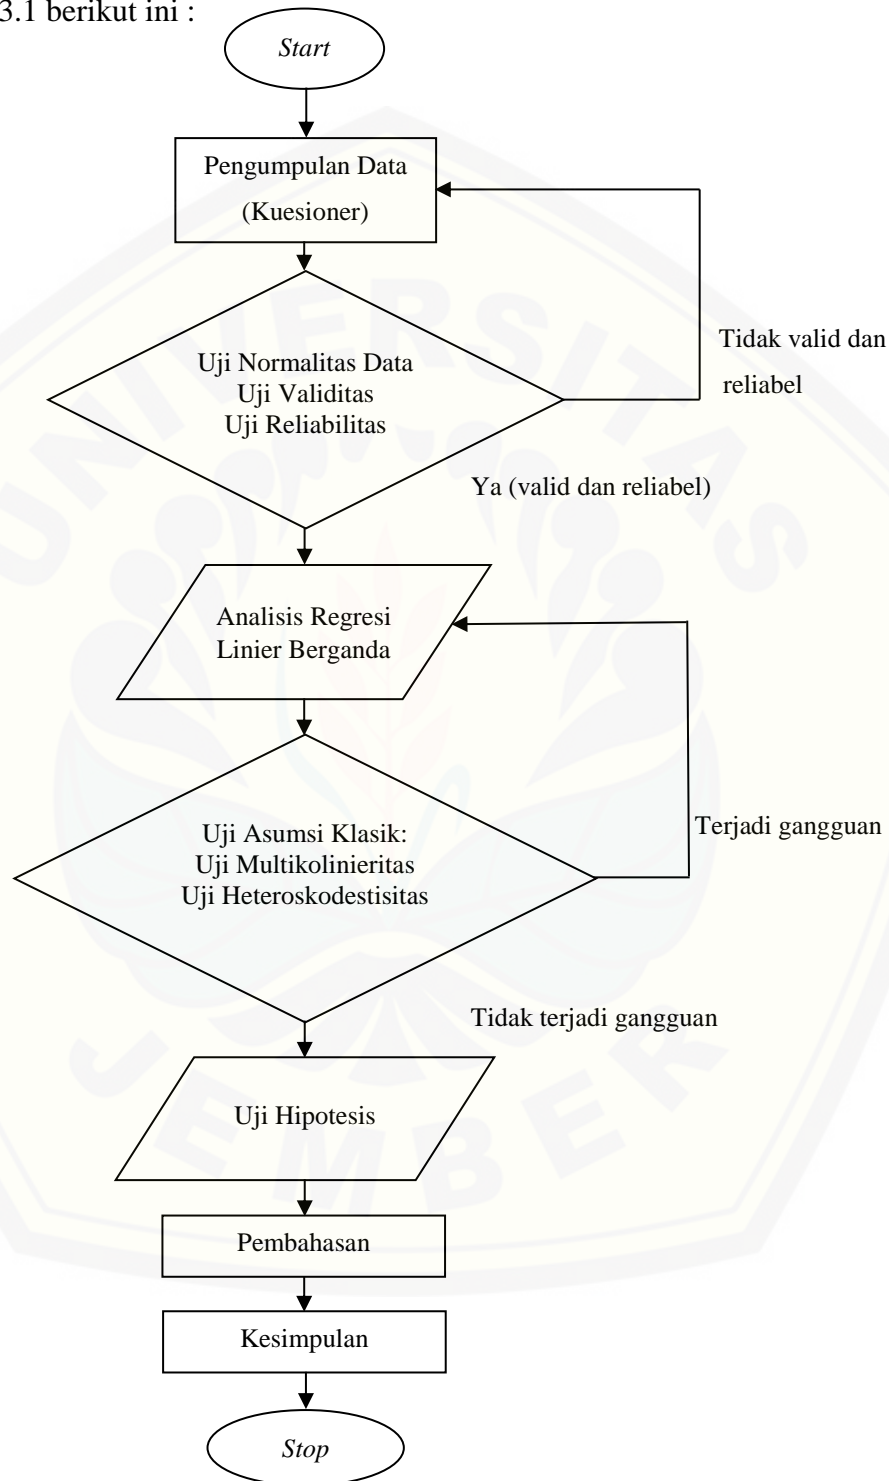 3.1 berikut ini :
Start
Pengumpulan Data
(Kuesioner)
Tidak valid dan
reliabel
Uji Normalitas Data
Uji Validitas
Uji Reliabilitas
Ya (valid dan reliabel)
Analisis Regresi
Linier Berganda
Terjadi gangguan
Uji Asumsi Klasik:
Uji Multikolinieritas
Uji Heteroskodestisitas
Tidak terjadi gangguan
Uji Hipotesis
Pembahasan
Kesimpulan
Stop
UNIVERSITAS
JEMBER